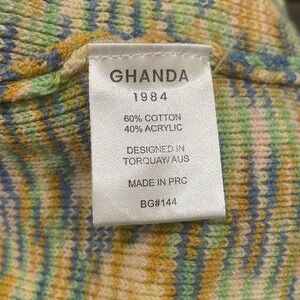 GHANDA
1984
60% COTTON
40% ACRYLIC
DESIGNED IN
TORQUAY/ AUS
MADE IN PRC
BG#144